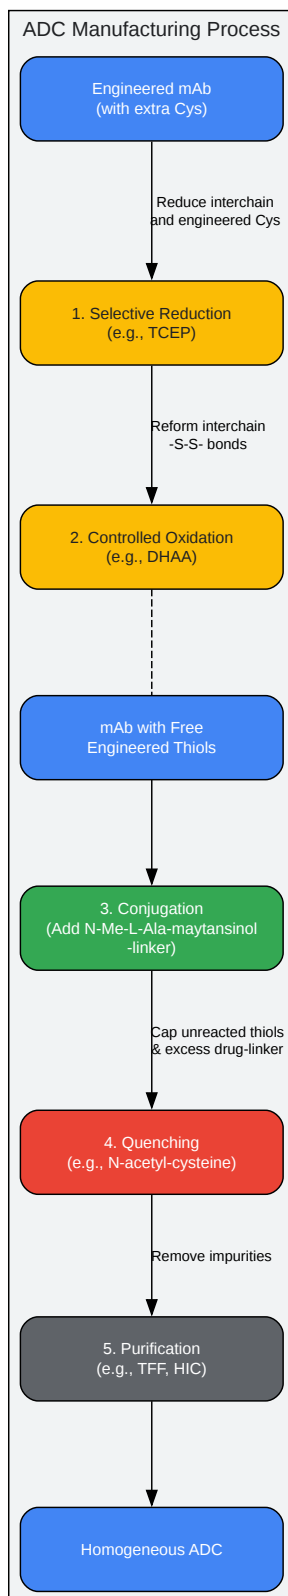 ADC Manufacturing Process
Engineered mAb
(with extra Cys)
Reduce interchain
and engineered Cys
1. Selective Reduction
(e.g., TCEP)
Reform interchain
-S-S- bonds
2. Controlled Oxidation
(e.g., DHAA)
mAb with Free
Engineered Thiols
3. Conjugation
(Add N-Me-L-Ala-maytansinol
-linker)
Cap unreacted thiols
& excess drug-linker
4. Quenching
(e.g., N-acetyl-cysteine)
Remove impurities
5. Purification
(e.g., TFF, HIC)
Homogeneous ADC